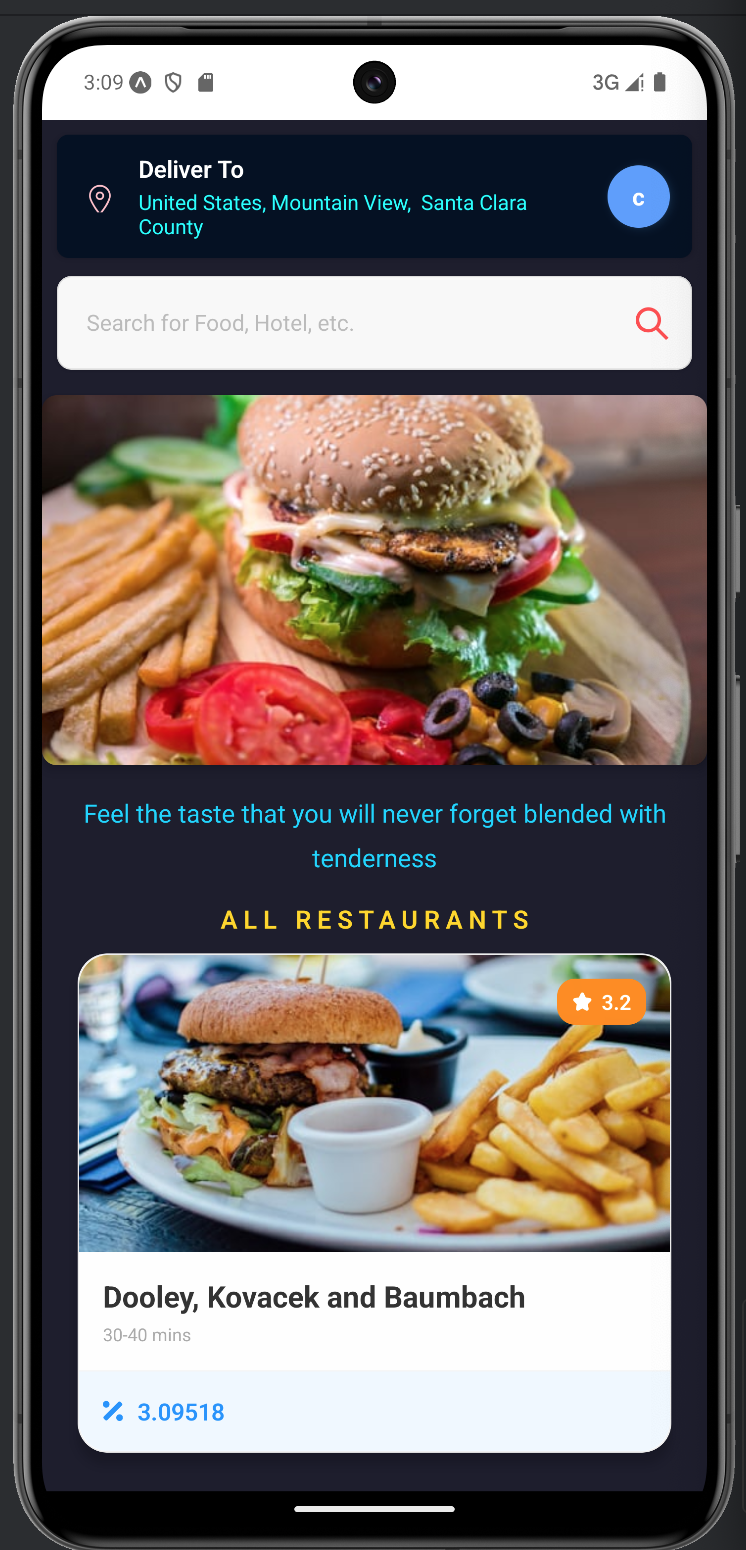 3:09
3G
Deliver To
United States, Mountain View,  Santa Clara
County
c
Search for Food, Hotel, etc.
Feel the taste that you will never forget blended with
tenderness
ALL RESTAURANTS
3.2
Dooley, Kovacek and Baumbach
30-40 mins
3.09518